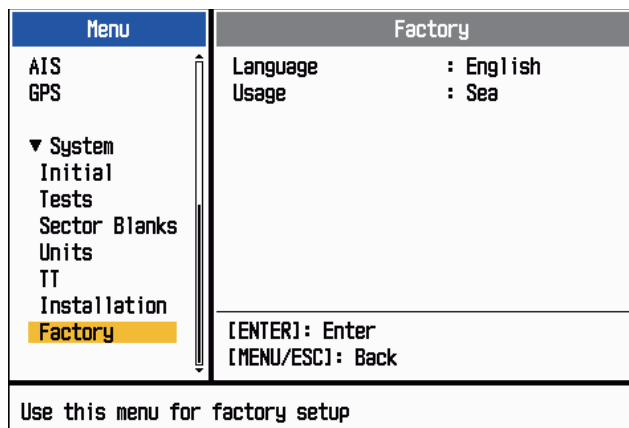 Menu
AIS
GPS
▼ System
Initial
Tests
Sector Blanks
Units
TT
Installation
Factory
Factory
Language : English
Usage : Sea
[ENTER]: Enter
[MENU/ESC]: Back
Use this menu for factory setup